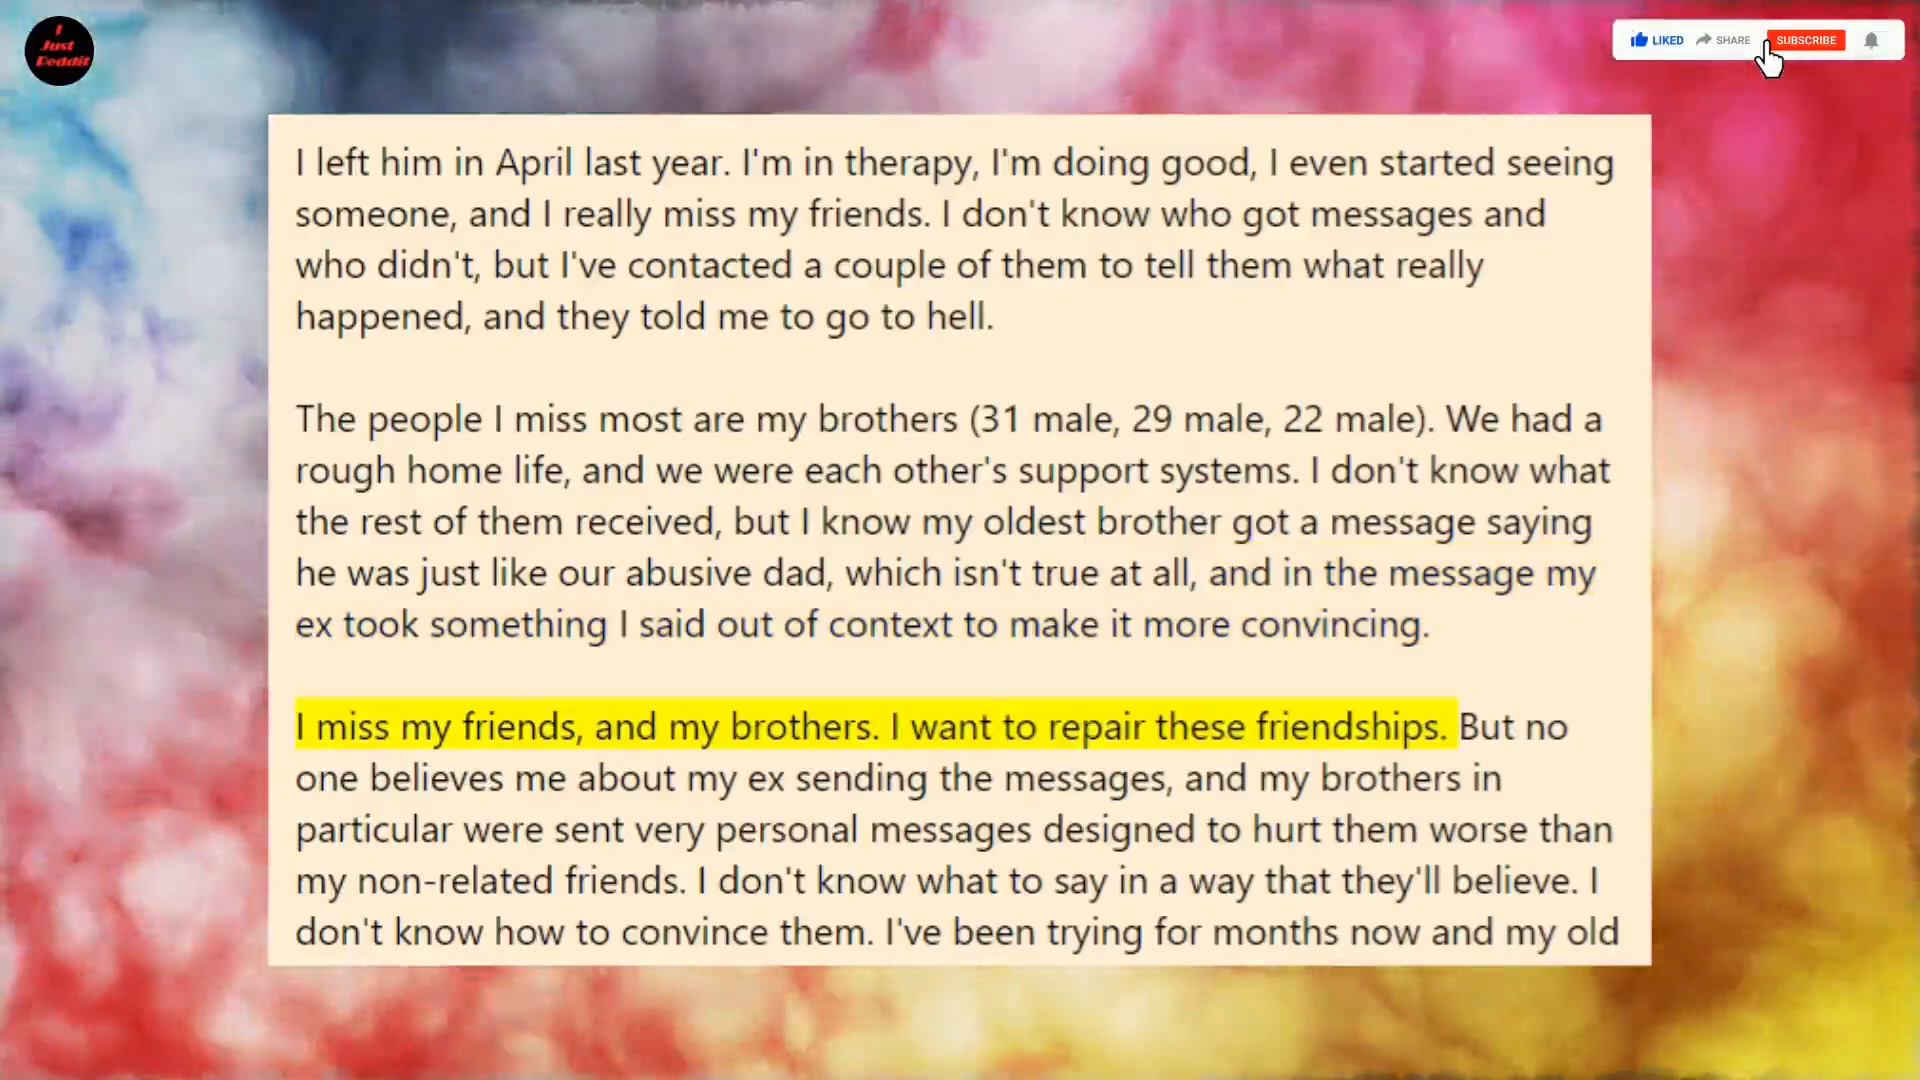 I
Just
Reddit
LIKED SHARE SUBSCRIBE
I left him in April last year. I'm in therapy, I'm doing good, I even started seeing
someone, and I really miss my friends. I don't know who got messages and
who didn't, but I've contacted a couple of them to tell them what really
happened, and they told me to go to hell.
The people I miss most are my brothers (31 male, 29 male, 22 male). We had a
rough home life, and we were each other's support systems. I don't know what
the rest of them received, but I know my oldest brother got a message saying
he was just like our abusive dad, which isn't true at all, and in the message my
ex took something I said out of context to make it more convincing.
I miss my friends, and my brothers. I want to repair these friendships. But no
one believes me about my ex sending the messages, and my brothers in
particular were sent very personal messages designed to hurt them worse than
my non-related friends. I don't know what to say in a way that they'll believe. I
don't know how to convince them. I've been trying for months now and my old